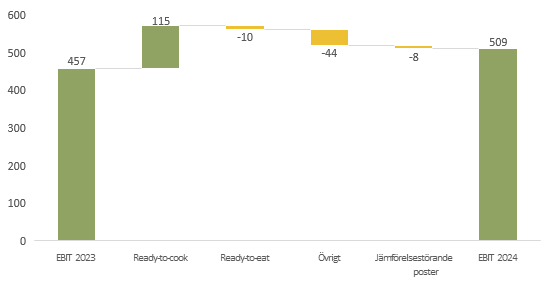 600
500
400
300
200
100
0
457
115
-10
-44
-8
509
EBIT 2023
Ready-to-cook
Ready-to-eat
Övrigt
Jämförelsestörande
poster
EBIT 2024